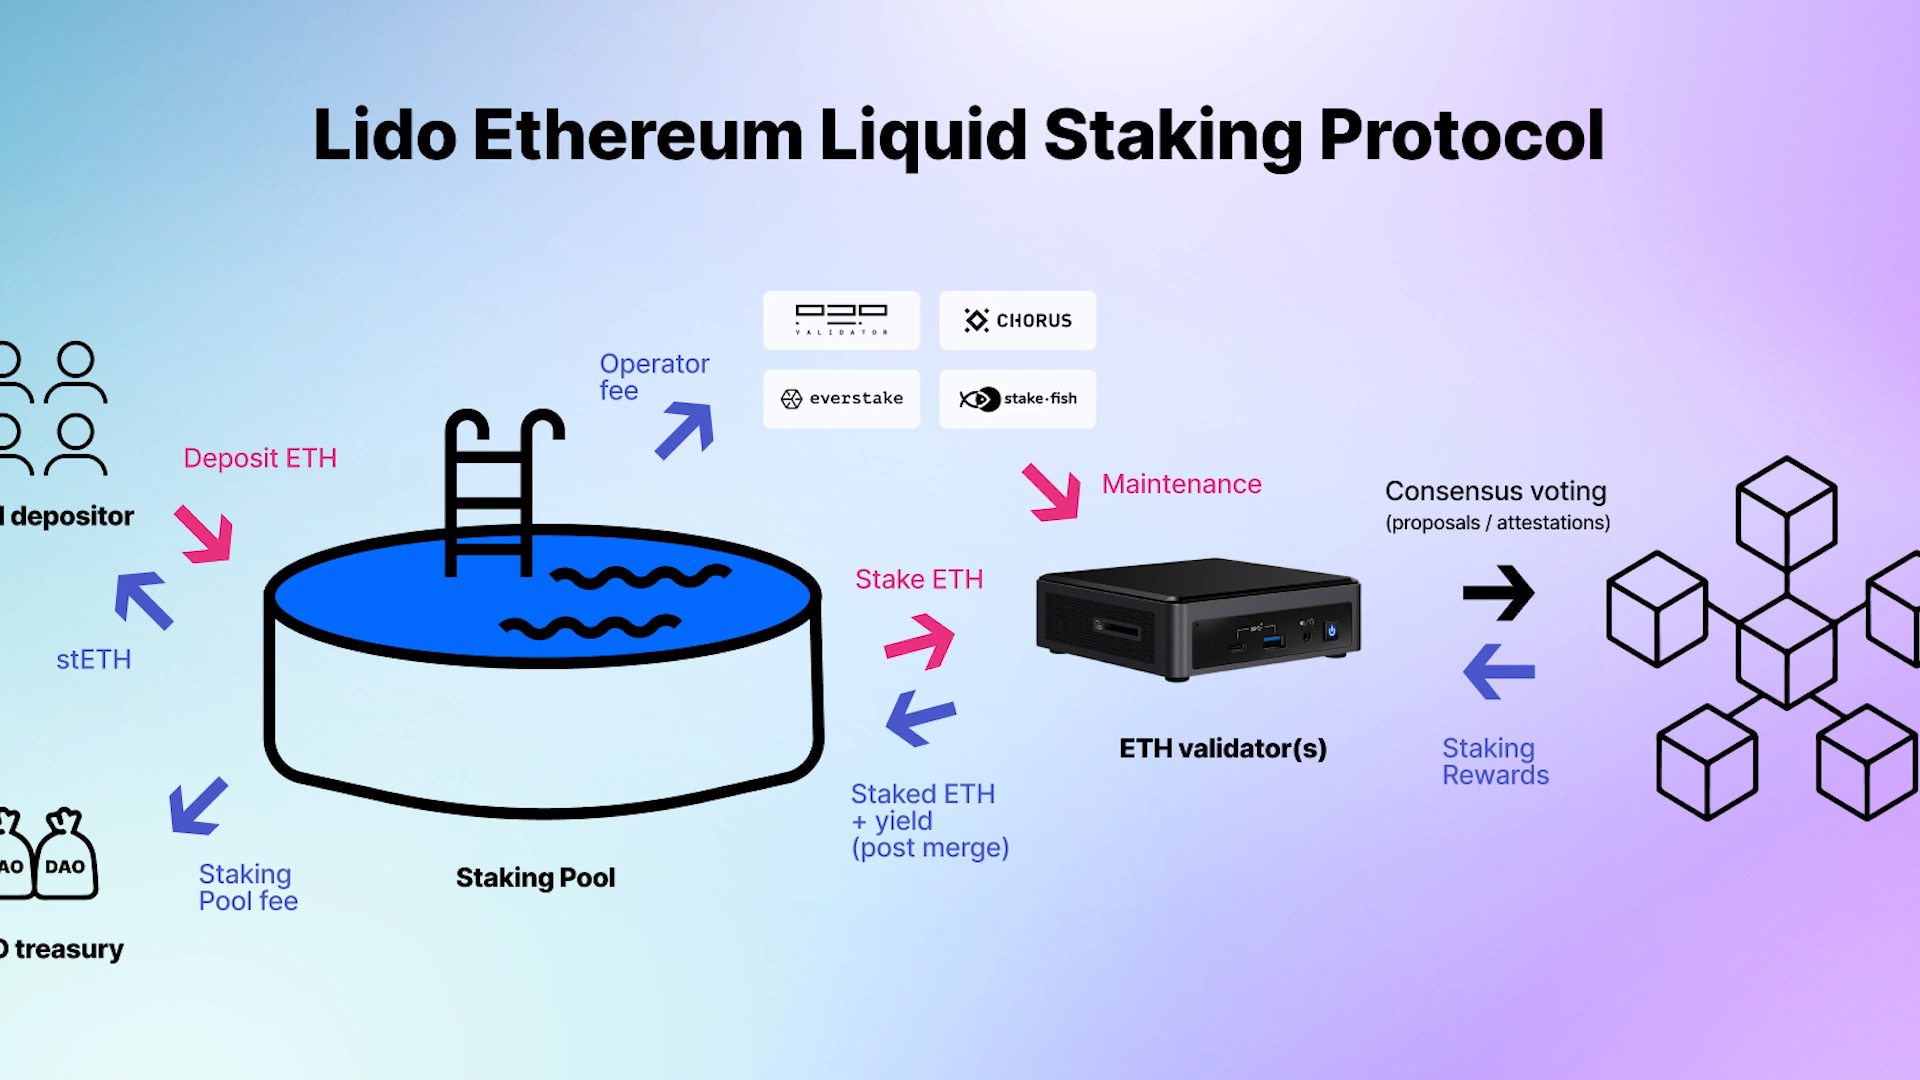 Lido Ethereum Liquid Staking Protocol
VALIDATOR
CHORUS
everstake
stake·fish
Operator
fee
Deposit ETH
depositor
stETH
Maintenance
Stake ETH
Consensus voting
(proposals / attestations)
ETH validator(s)
Staking
Rewards
Staked ETH
+ yield
(post merge)
AO
DAO
Staking
Pool fee
Staking Pool
treasury